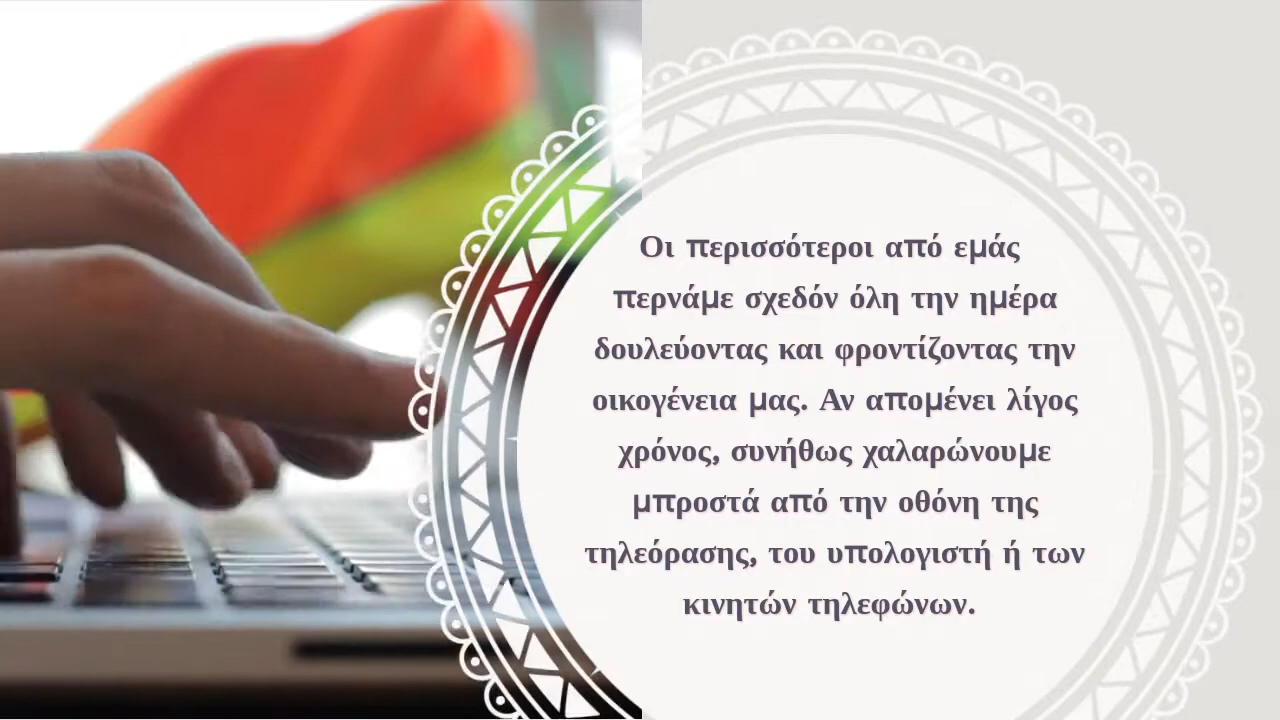 Οι περισσότεροι από εμάς
περνάμε σχεδόν όλη την ημέρα
δουλεύοντας και φροντίζοντας την
οικογένεια μας. Αν απομένει λίγος
χρόνος, συνήθως χαλαρώνουμε
μπροστά από την οθόνη της
τηλεόρασης, του υπολογιστή ή των
κινητών τηλεφώνων.